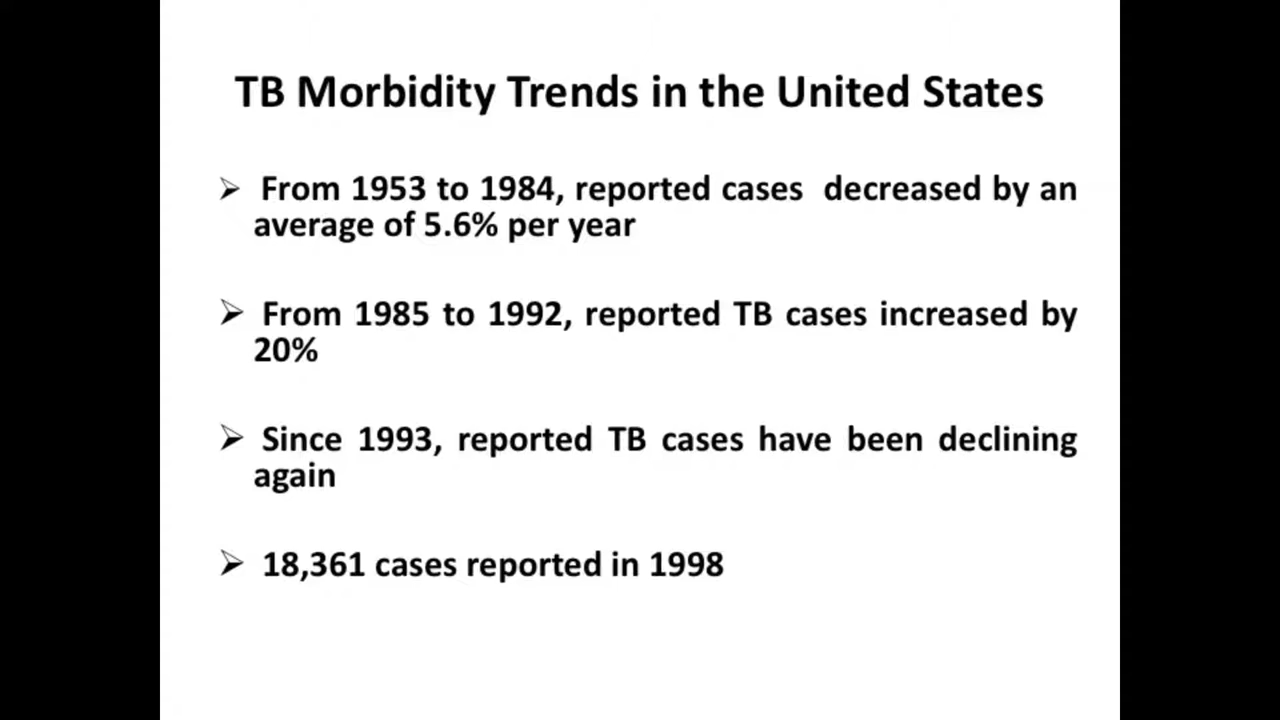 TB Morbidity Trends in the United States
➢ From 1953 to 1984, reported cases decreased by an
average of 5.6% per year
➢ From 1985 to 1992, reported TB cases increased by
20%
➢ Since 1993, reported TB cases have been declining
again
➢ 18,361 cases reported in 1998